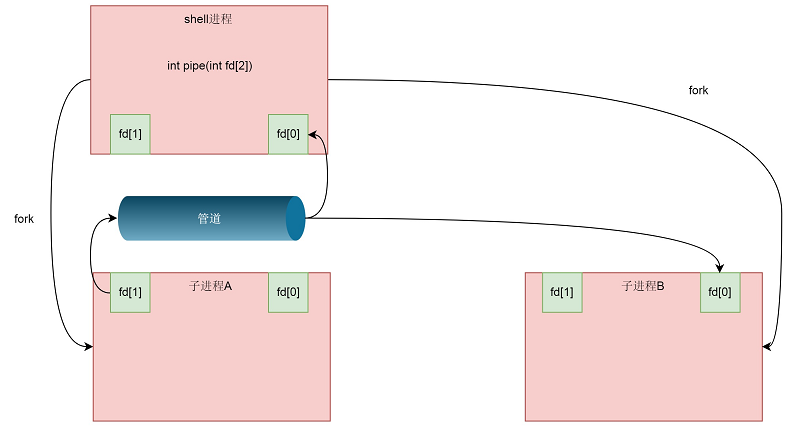 shell进程
int pipe(int fd[2])
fork
fd[1]
fd[0]
fork
管道
fd[1]
子进程A
fd[0]
fd[1]
子进程B
fd[0]